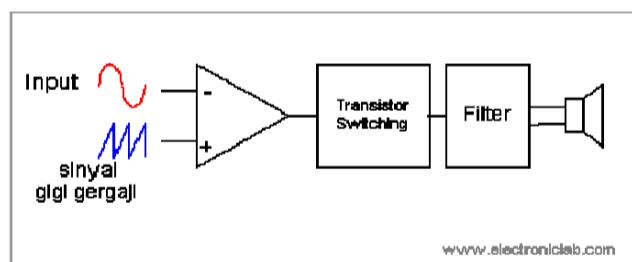 Input
-
+
sinyal
gigi gergaji
Transistor
Switching
Filter
www.electroniclab.com